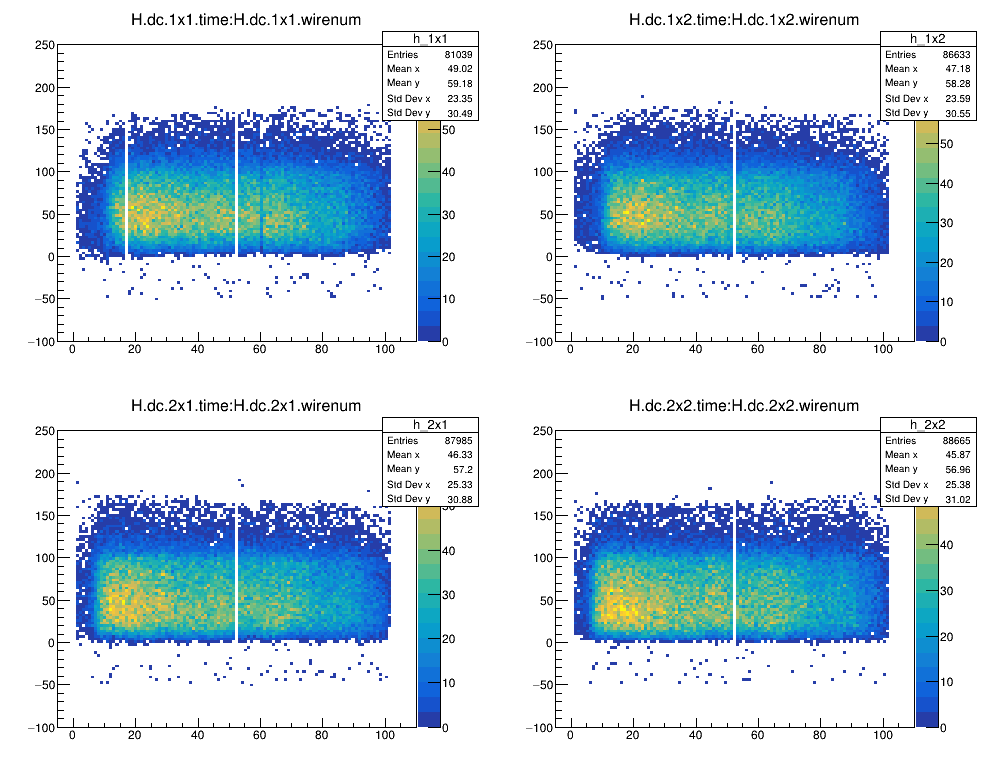 H.dc.1x1.time:H.dc.1x1.wirenum
h_1x1
Entries 81039
Mean x 49.02
Mean y 59.18
Std Dev x 23.35
Std Dev y 30.49
250
200
150
100
50
0
−50
−100
0 20 40 60 80 100
50
40
30
20
10
0
H.dc.1x2.time:H.dc.1x2.wirenum
h_1x2
Entries 86633
Mean x 47.18
Mean y 58.28
Std Dev x 23.59
Std Dev y 30.55
250
200
150
100
50
0
−50
−100
0 20 40 60 80 100
50
40
30
20
10
0
H.dc.2x1.time:H.dc.2x1.wirenum
h_2x1
Entries 87985
Mean x 46.33
Mean y 57.2
Std Dev x 25.33
Std Dev y 30.88
250
200
150
100
50
0
−50
−100
0 20 40 60 80 100
50
40
30
20
10
0
H.dc.2x2.time:H.dc.2x2.wirenum
h_2x2
Entries 88665
Mean x 45.87
Mean y 56.96
Std Dev x 25.38
Std Dev y 31.02
250
200
150
100
50
0
−50
−100
0 20 40 60 80 100
40
30
20
10
0